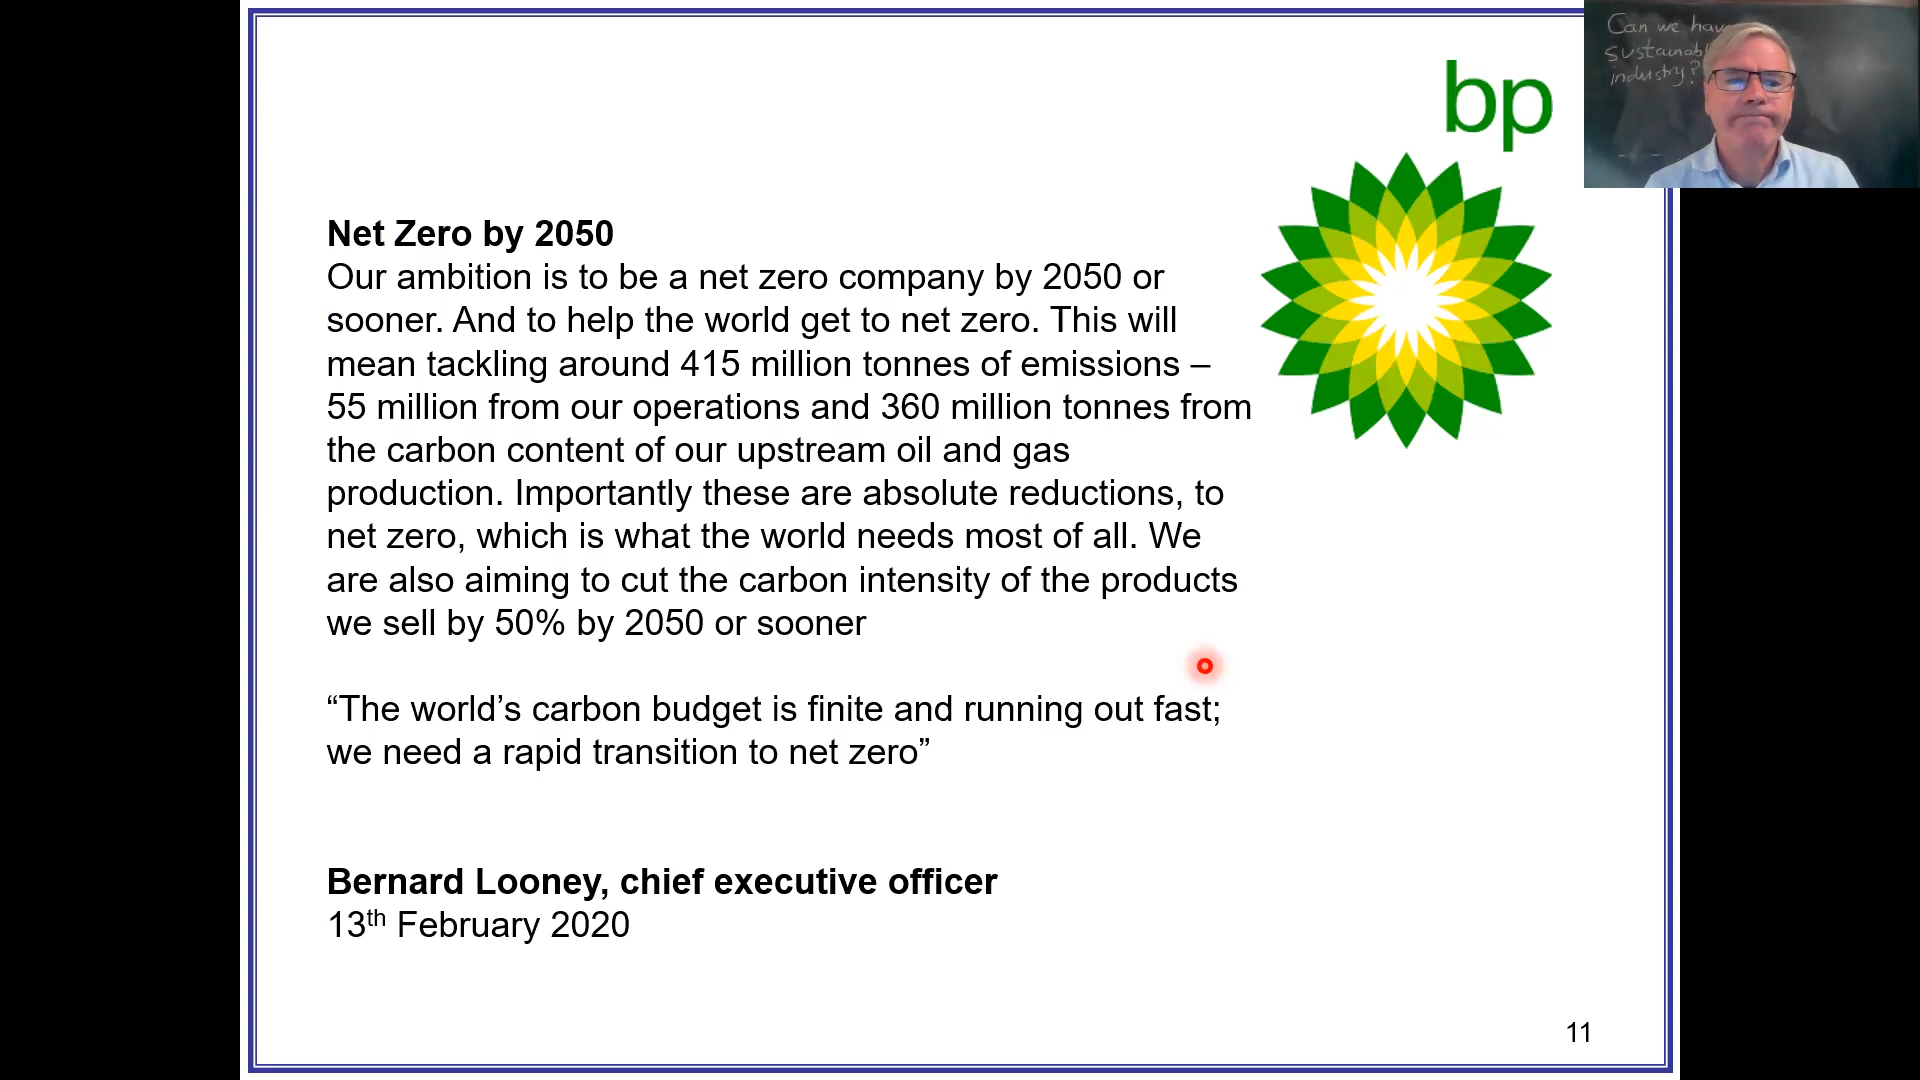 Can we hav
sustainab
industry?
bp
Net Zero by 2050
Our ambition is to be a net zero company by 2050 or
sooner. And to help the world get to net zero. This will
mean tackling around 415 million tonnes of emissions –
55 million from our operations and 360 million tonnes from
the carbon content of our upstream oil and gas
production. Importantly these are absolute reductions, to
net zero, which is what the world needs most of all. We
are also aiming to cut the carbon intensity of the products
we sell by 50% by 2050 or sooner
“The world’s carbon budget is finite and running out fast;
we need a rapid transition to net zero”
Bernard Looney, chief executive officer
13th February 2020
11